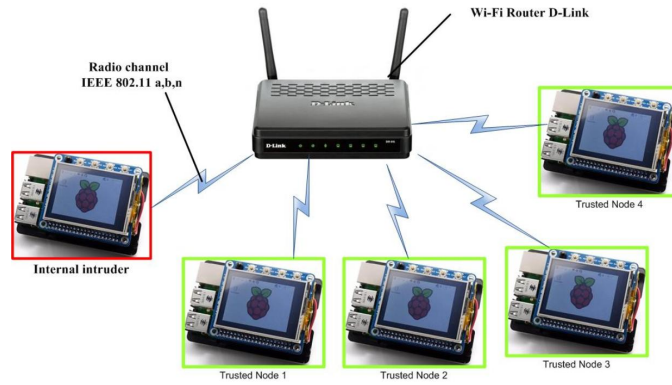 Wi-Fi Router D-Link
Radio channel
IEEE 802.11 a,b,n
D-Link
D-Link
Trusted Node 4
Internal intruder
Trusted Node 3
Trusted Node 1
Trusted Node 2